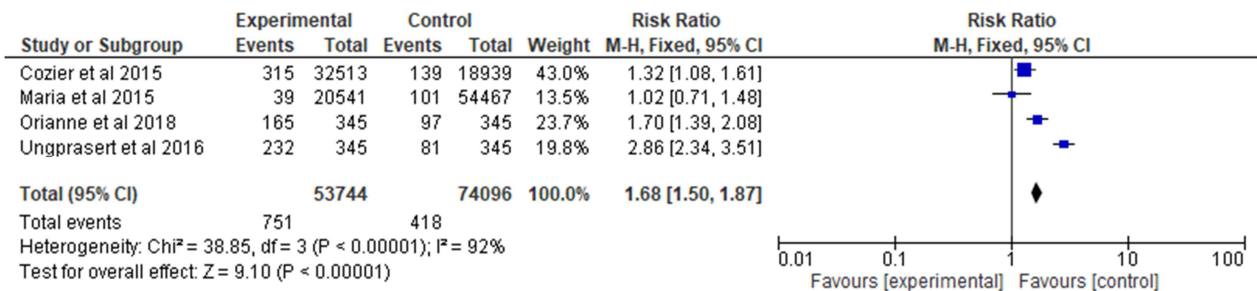 Experimental Control Risk Ratio Risk Ratio
Study or Subgroup Events Total Events Total Weight M-H, Fixed, 95% CI M-H, Fixed, 95% CI
Cozier et al 2015 315 32513 139 18939 43.0% 1.32 [1.08, 1.61]
Maria et al 2015 39 20541 101 54467 13.5% 1.02 [0.71, 1.48]
Orianne et al 2018 165 345 97 345 23.7% 1.70 [1.39, 2.08]
Ungprasert et al 2016 232 345 81 345 19.8% 2.86 [2.34, 3.51]
Total (95% CI) 53744 74096 100.0% 1.68 [1.50, 1.87]
Total events 751 418
Heterogeneity: Chi² = 38.85, df = 3 (P < 0.00001); I² = 92%
Test for overall effect: Z = 9.10 (P < 0.00001)
0.01 0.1 1 10 100
Favours [experimental] Favours [control]